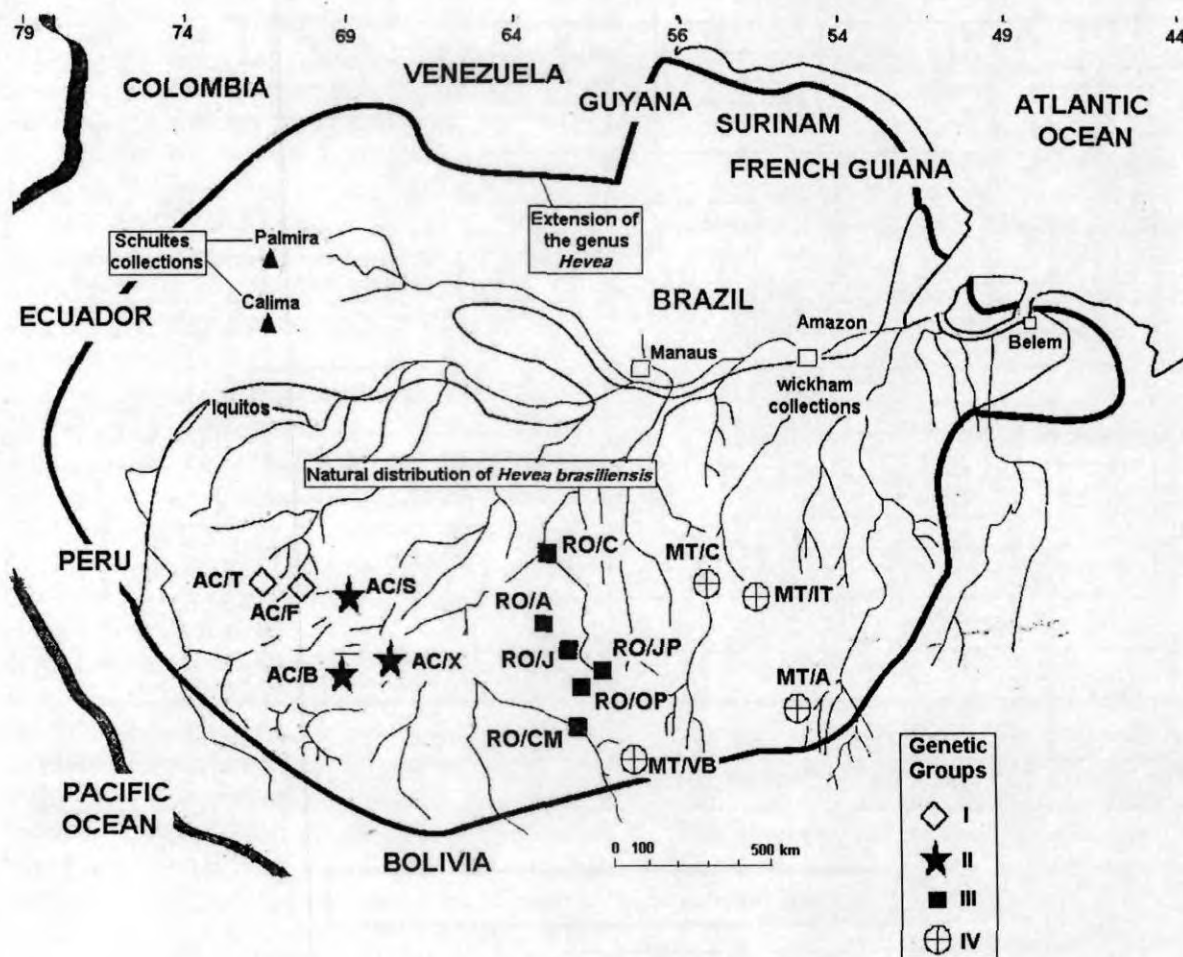 79 74 69 64 56 54 49 44
COLOMBIA
VENEZUELA
GUYANA
SURINAM
FRENCH GUIANA
ATLANTIC
OCEAN
Schultes
collections
Palmira
Calima
Extension of
the genus
Hevea
ECUADOR
BRAZIL
Amazon
Belem
Manaus
wickham
collections
Iquitos
Natural distribution of Hevea brasiliensis
PERU
AC/T
AC/F
AC/S
AC/B
AC/X
RO/C
RO/A
RO/J
RO/JP
RO/OP
RO/CM
MT/C
MT/IT
MT/A
MT/VB
PACIFIC
OCEAN
BOLIVIA
0 100 500 km
Genetic
Groups
I
II
III
IV